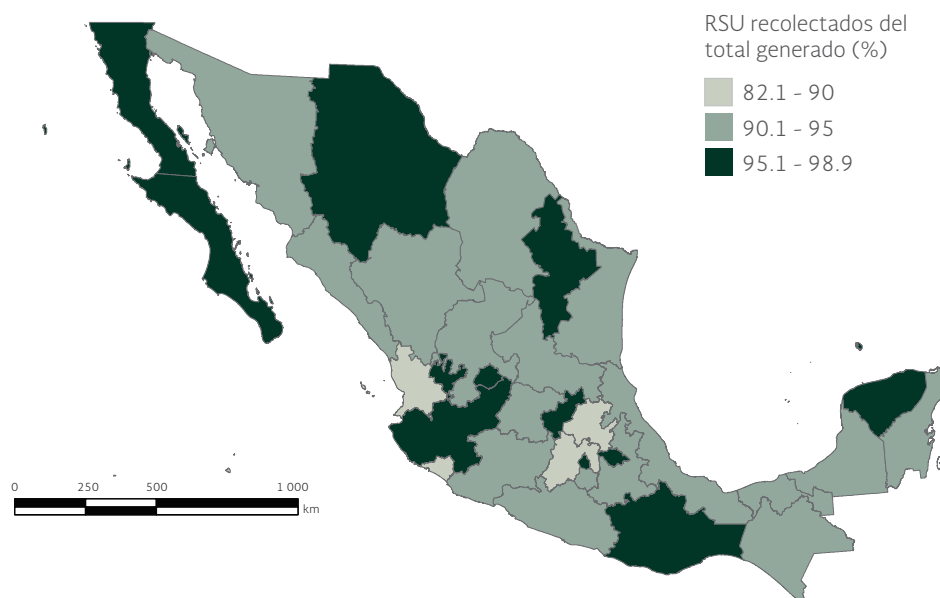 RSU recolectados del
total generado (%)
82.1 - 90
90.1 - 95
95.1 - 98.9
0 250 500 1 000
km